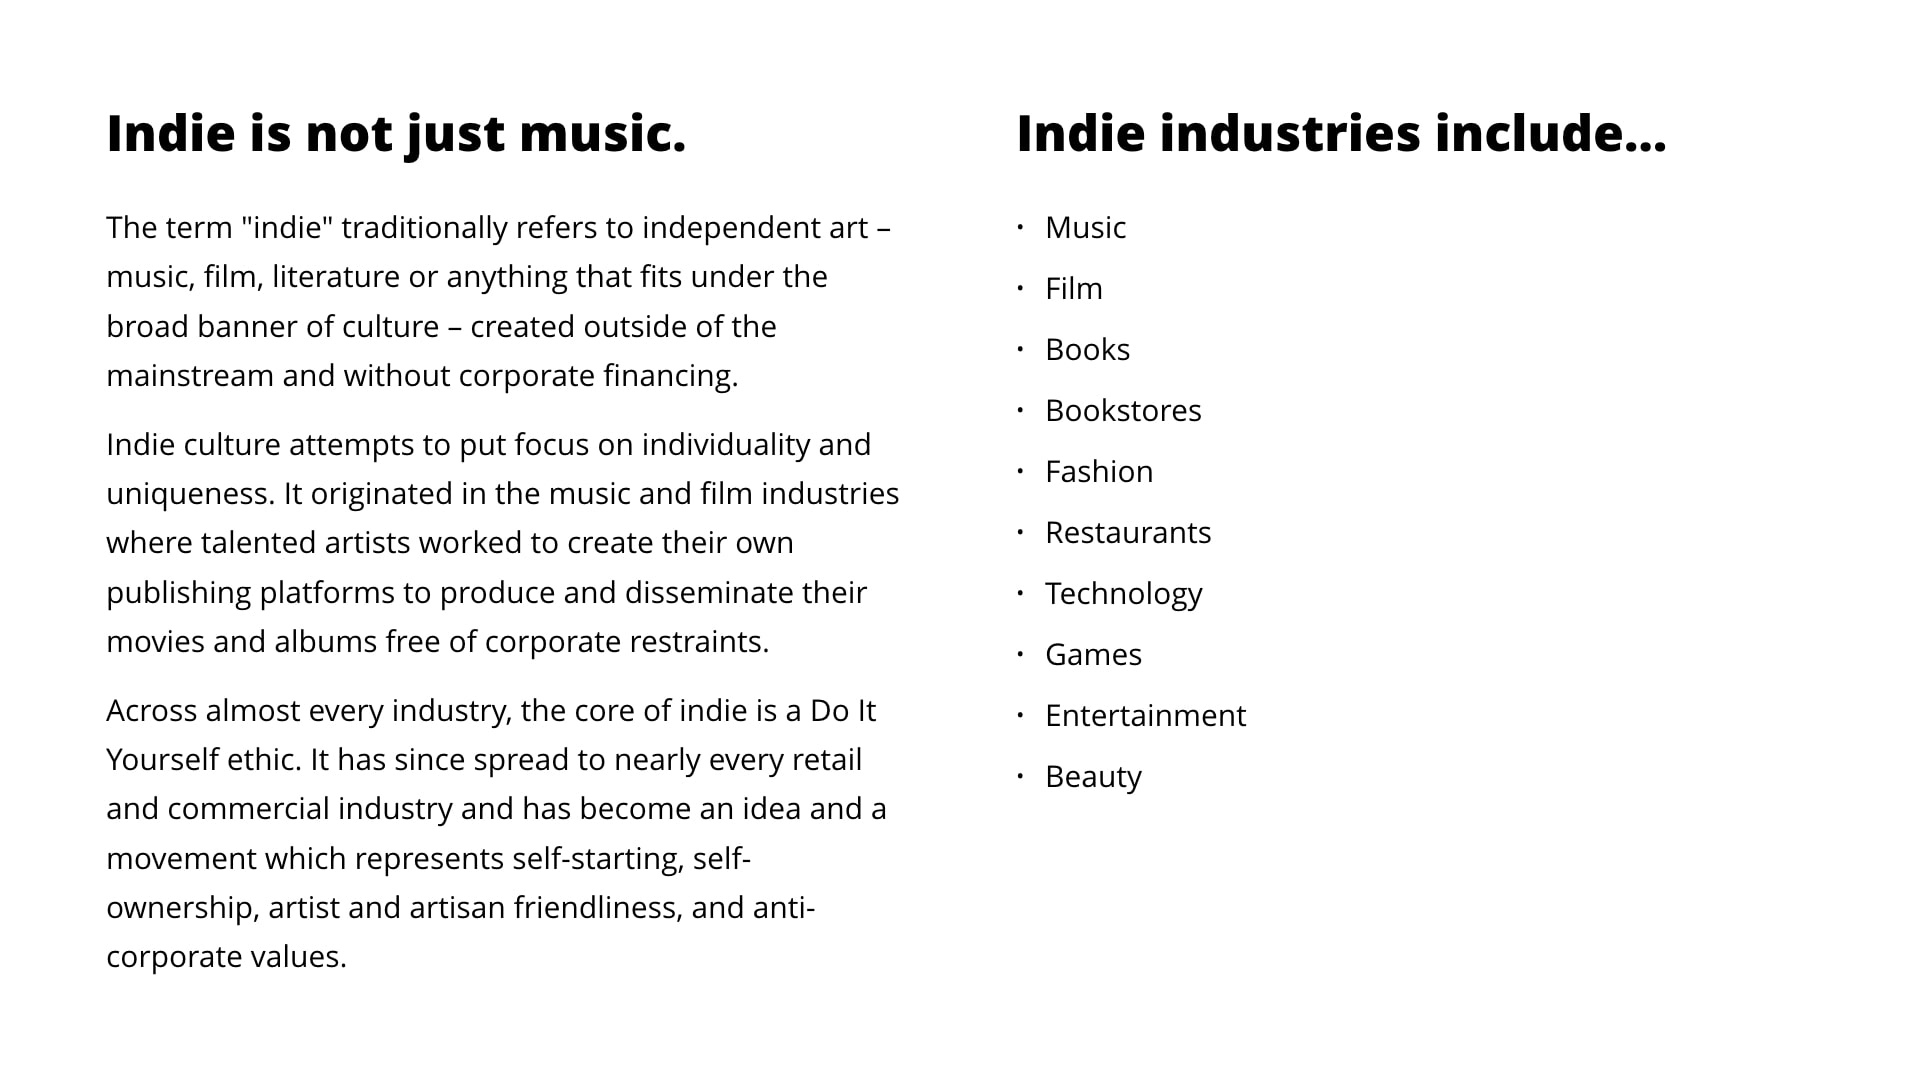 Indie is not just music.
The term "indie" traditionally refers to independent art –
music, film, literature or anything that fits under the
broad banner of culture – created outside of the
mainstream and without corporate financing.
Indie culture attempts to put focus on individuality and
uniqueness. It originated in the music and film industries
where talented artists worked to create their own
publishing platforms to produce and disseminate their
movies and albums free of corporate restraints.
Across almost every industry, the core of indie is a Do It
Yourself ethic. It has since spread to nearly every retail
and commercial industry and has become an idea and a
movement which represents self-starting, self-
ownership, artist and artisan friendliness, and anti-
corporate values.
Indie industries include...
• Music
• Film
• Books
• Bookstores
• Fashion
• Restaurants
• Technology
• Games
• Entertainment
• Beauty